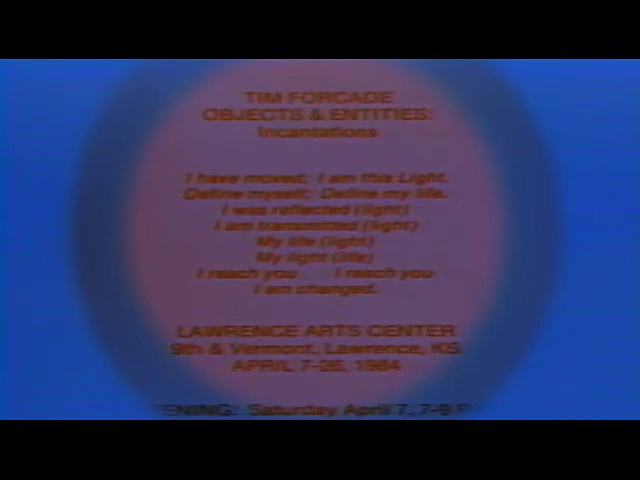 TIM FORCADE
OBJECTS & ENTITIES:
Incantations
I have moved; I am this Light.
Define myself; Define my life.
I was reflected (light)
I am transmitted (light)
My life (light)
My light (life)
I reach you I reach you
I am changed.
LAWRENCE ARTS CENTER
9th & Vermont, Lawrence, KS
APRIL 7-26, 1984
ENING: Saturday April 7, 7-9 P